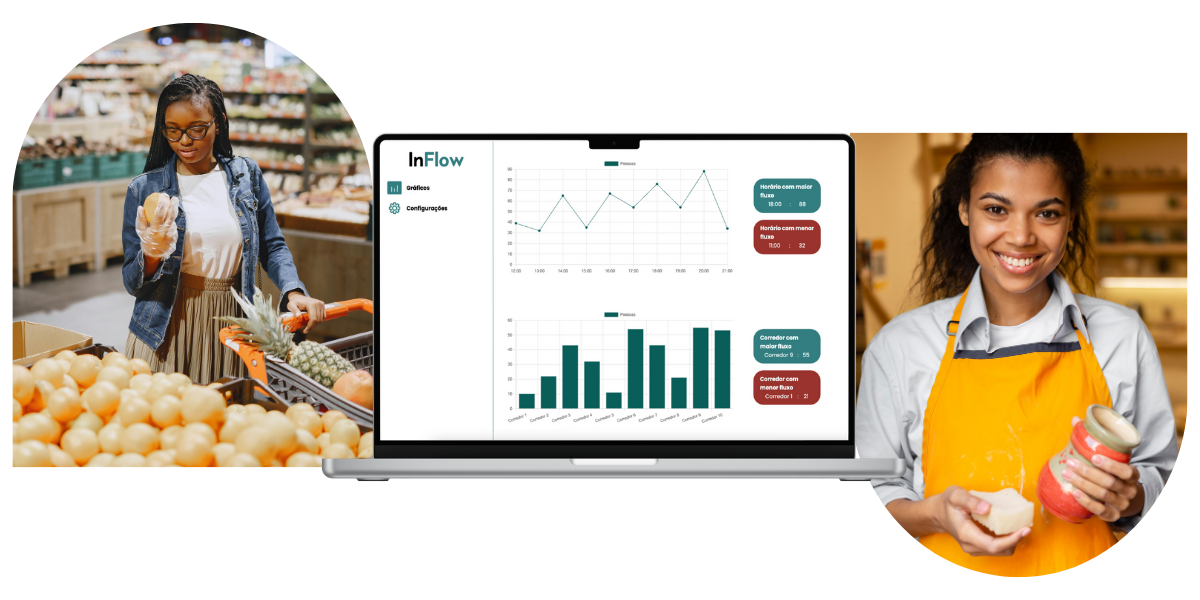 InFlow
Gráficos
Configurações
Pessoas
90
80
70
60
50
40
30
20
10
0
12:00 13:00 14:00 15:00 16:00 17:00 18:00 19:00 20:00 21:00
Horário com maior
fluxo
18:00 : 88
Horário com menor
fluxo
11:00 : 32
Pessoas
60
50
40
30
20
10
0
Corredor 1 Corredor 2 Corredor 3 Corredor 4 Corredor 5 Corredor 6 Corredor 7 Corredor 8 Corredor 9 Corredor 10
Corredor com
maior fluxo
Corredor 9 : 55
Corredor com
menor fluxo
Corredor 1 : 21